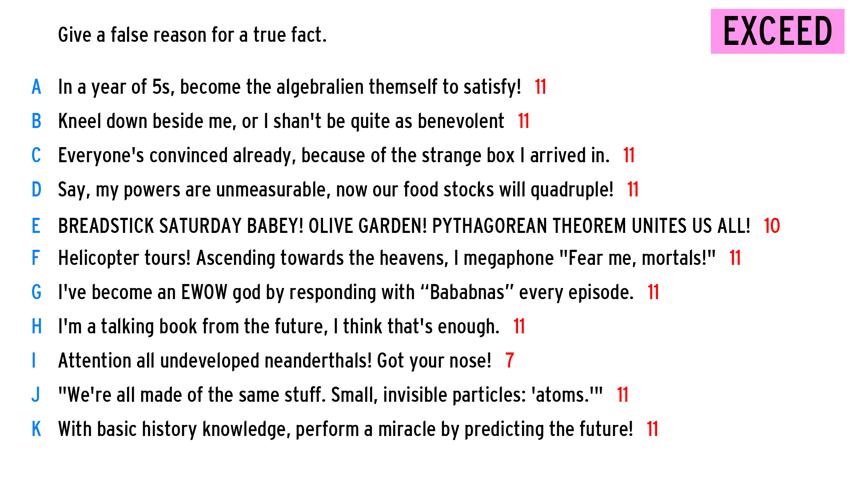 Give a false reason for a true fact.
EXCEED
A In a year of 5s, become the algebralien themself to satisfy! 11
B Kneel down beside me, or I shan't be quite as benevolent 11
C Everyone's convinced already, because of the strange box I arrived in. 11
D Say, my powers are unmeasurable, now our food stocks will quadruple! 11
E BREADSTICK SATURDAY BABEY! OLIVE GARDEN! PYTHAGOREAN THEOREM UNITES US ALL! 10
F Helicopter tours! Ascending towards the heavens, I megaphone "Fear me, mortals!" 11
G I've become an EWOW god by responding with “Bababnas” every episode. 11
H I'm a talking book from the future, I think that's enough. 11
I Attention all undeveloped neanderthals! Got your nose! 7
J "We're all made of the same stuff. Small, invisible particles: 'atoms.'" 11
K With basic history knowledge, perform a miracle by predicting the future! 11